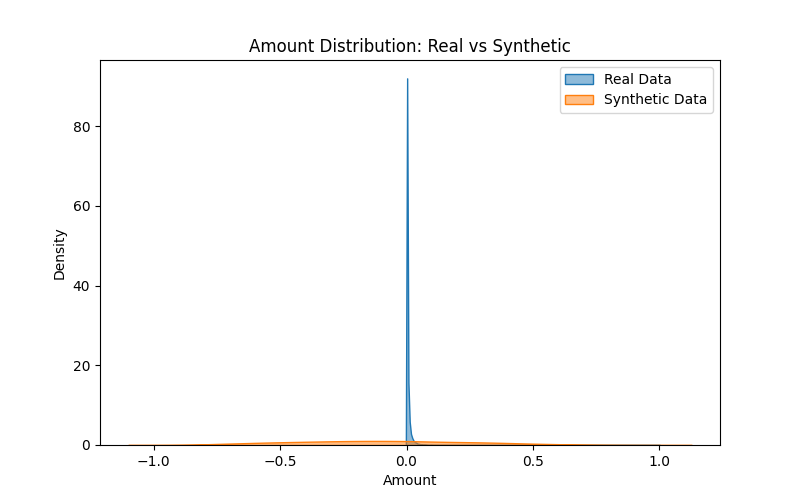 Amount Distribution: Real vs Synthetic
Real Data
Synthetic Data
Density
80
60
40
20
0
−1.0 −0.5 0.0 0.5 1.0
Amount